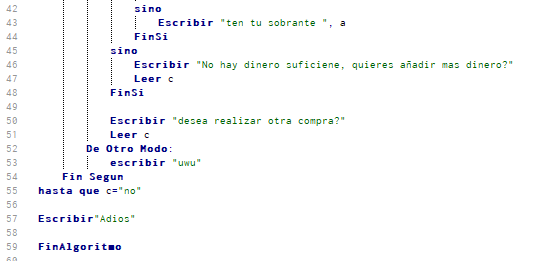 42 sino
43 Escribir "ten tu sobrante ", a
44 FinSi
45 sino
46 Escribir "No hay dinero suficiene, quieres añadir mas dinero?"
47 Leer c
48 FinSi
49
50 Escribir "desea realizar otra compra?"
51 Leer c
52 De Otro Modo:
53 escribir "uwu"
54 Fin Segun
55 hasta que c="no"
56
57 Escribir"Adios"
58
59 FinAlgoritmo
60